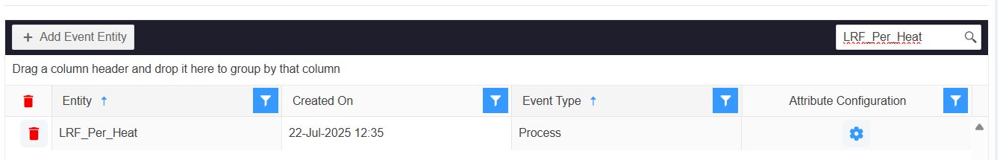 + Add Event Entity
LRF_Per_Heat
Drag a column header and drop it here to group by that column
Entity ↑ Created On Event Type ↑ Attribute Configuration
LRF_Per_Heat 22-Jul-2025 12:35 Process